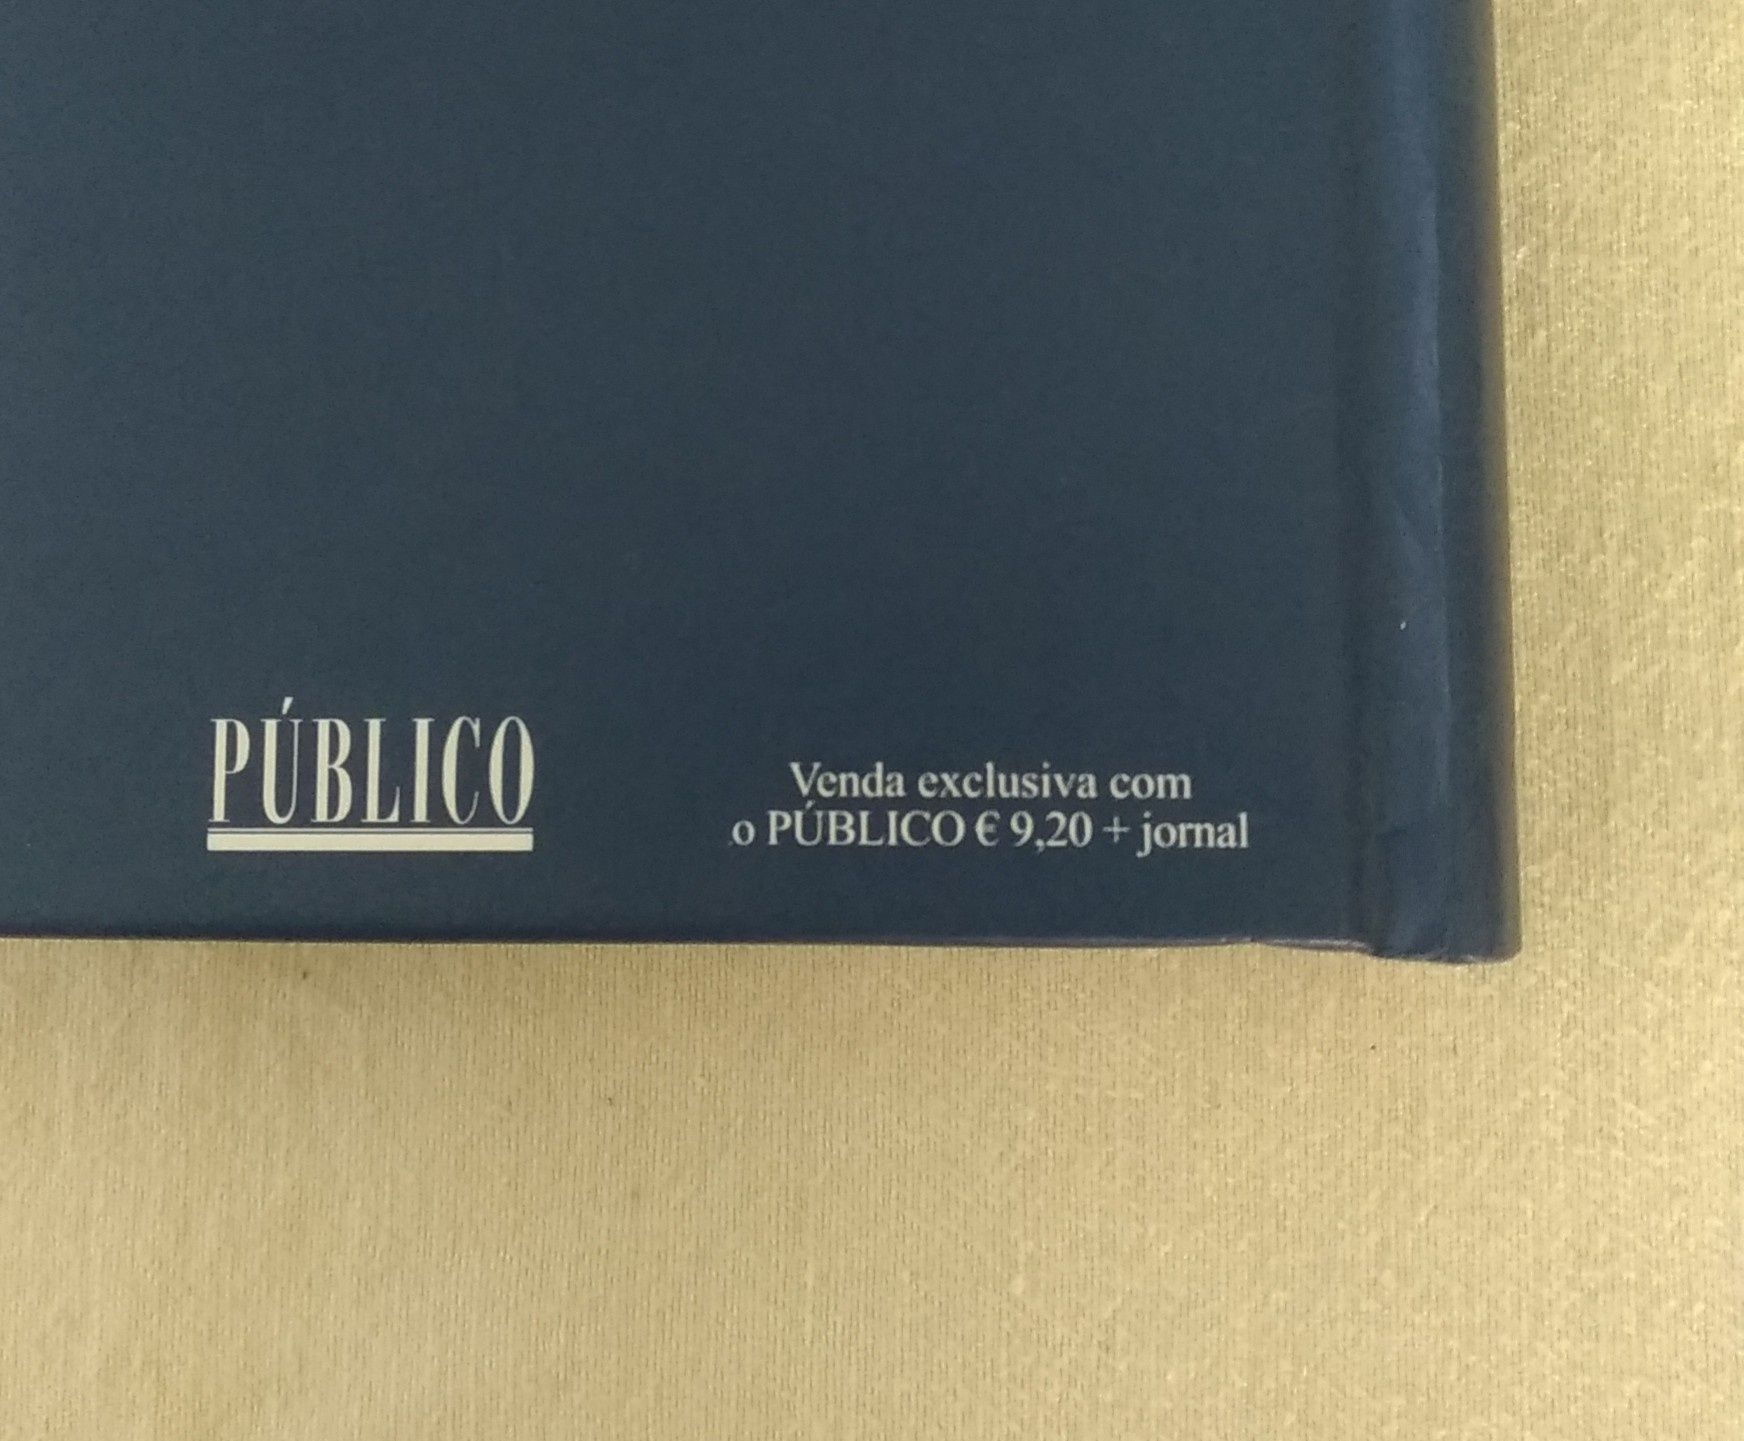 PÚBLICO
Venda exclusiva com
o PÚBLICO € 9,20 + jornal